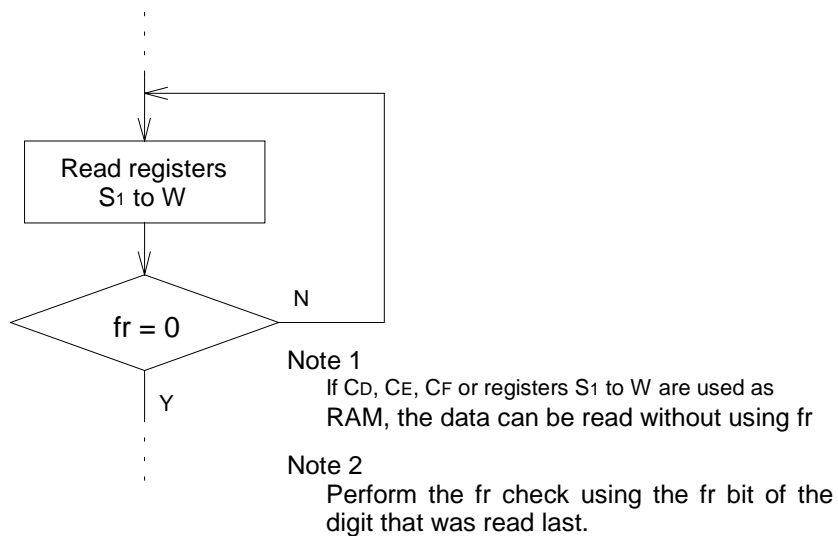 Read registers
S1 to W
fr = 0
N
Y
Note 1
If CD, CE, CF or registers S1 to W are used as
RAM, the data can be read without using fr
Note 2
Perform the fr check using the fr bit of the
digit that was read last.